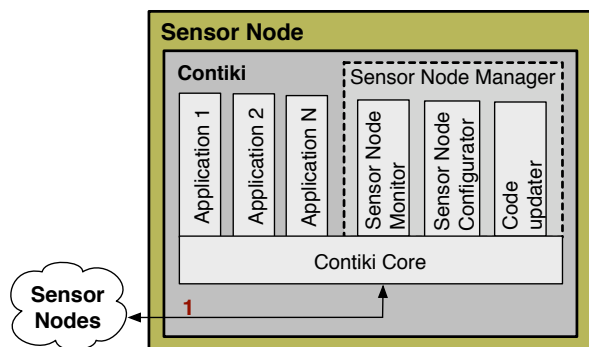 Sensor Node
Contiki
Sensor Node Manager
Application 1
Application 2
Application N
Sensor Node
Monitor
Sensor Node
Configurator
Code
updater
Contiki Core
1
Sensor
Nodes